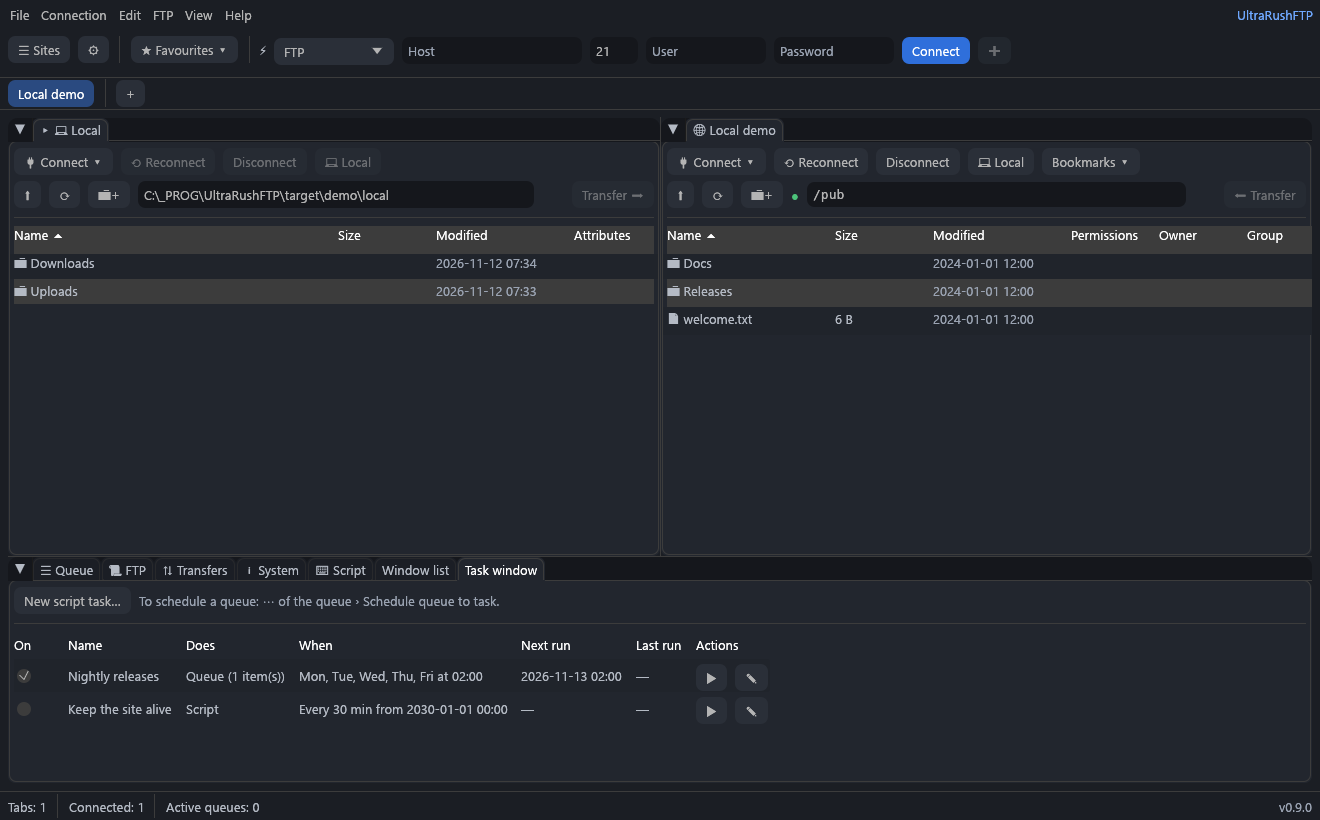 File Connection Edit FTP View Help UltraRushFTP
☰ Sites ⚙ ★ Favourites ▾ ⚡ FTP ▼ Host 21 User Password Connect +
Local demo +
▼ ▸ Local
Connect ▾ Reconnect Disconnect Local
C:\_PROG\UltraRushFTP\target\demo\local Transfer
Name Size Modified Attributes
Downloads 2026-11-12 07:34
Uploads 2026-11-12 07:33
▼ Local demo
Connect ▾ Reconnect Disconnect Local Bookmarks ▾
/pub Transfer
Name Size Modified Permissions Owner Group
Docs 2024-01-01 12:00
Releases 2024-01-01 12:00
welcome.txt 6 B 2024-01-01 12:00
▼ ☰ Queue FTP Transfers i System Script Window list Task window
New script task... To schedule a queue: ··· of the queue › Schedule queue to task.
On Name Does When Next run Last run Actions
Nightly releases Queue (1 item(s)) Mon, Tue, Wed, Thu, Fri at 02:00 2026-11-13 02:00 —
Keep the site alive Script Every 30 min from 2030-01-01 00:00 — —
Tabs: 1 Connected: 1 Active queues: 0 v0.9.0